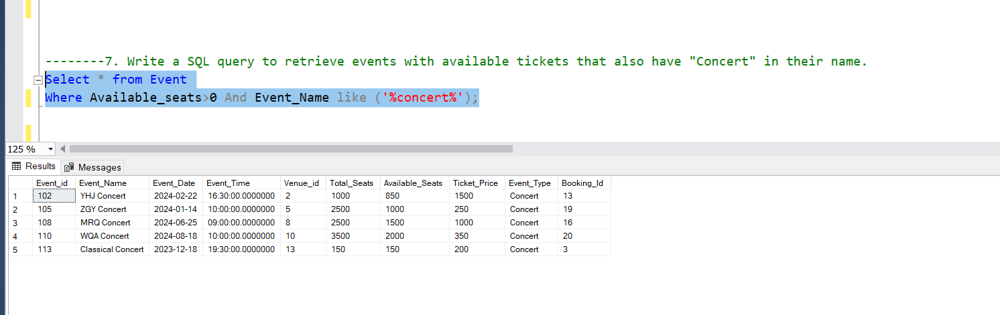 --------7. Write a SQL query to retrieve events with available tickets that also have "Concert" in their name.
Select * from Event
Where Available_seats>0 And Event_Name like ('%concert%');
125 %
Results Messages
Event_id Event_Name Event_Date Event_Time Venue_id Total_Seats Available_Seats Ticket_Price Event_Type Booking_Id
1 102 YHJ Concert 2024-02-22 16:30:00.0000000 2 1000 850 1500 Concert 13
2 105 ZGY Concert 2024-01-14 10:00:00.0000000 5 2500 1000 250 Concert 19
3 108 MRQ Concert 2024-06-25 09:00:00.0000000 8 2500 1500 1000 Concert 16
4 110 WQA Concert 2024-08-18 10:00:00.0000000 10 3500 2000 350 Concert 20
5 113 Classical Concert 2023-12-18 19:30:00.0000000 13 150 150 200 Concert 3